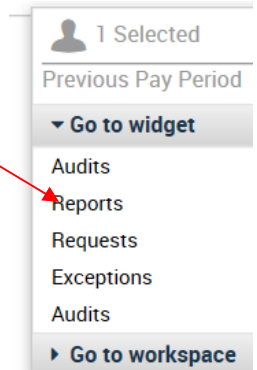 1 Selected
Previous Pay Period
Go to widget
Audits
Reports
Requests
Exceptions
Audits
Go to workspace